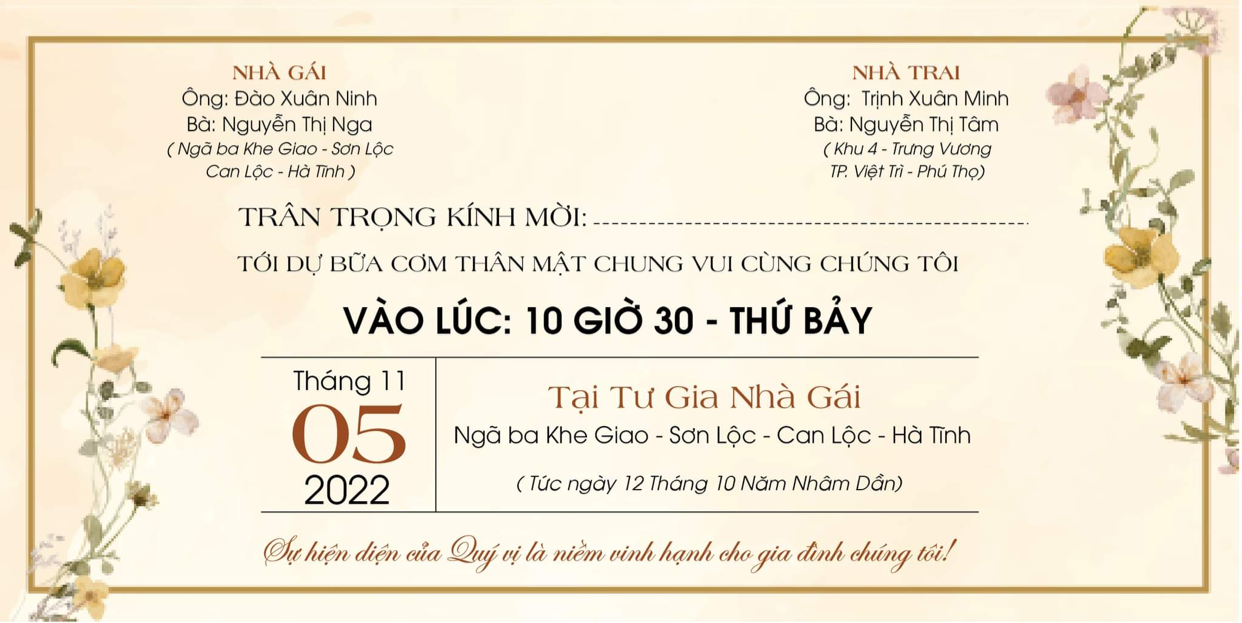 NHÀ GÁI
Ông: Đào Xuân Ninh
Bà: Nguyễn Thị Nga
( Ngã ba Khe Giao - Sơn Lộc
Can Lộc - Hà Tĩnh )
NHÀ TRAI
Ông: Trịnh Xuân Minh
Bà: Nguyễn Thị Tâm
( Khu 4 - Trưng Vương
TP. Việt Trì - Phú Thọ)
TRÂN TRỌNG KÍNH MỜI:
TỚI DỰ BỮA CƠM THÂN MẬT CHUNG VUI CÙNG CHÚNG TÔI
VÀO LÚC: 10 GIỜ 30 - THỨ BẢY
Tháng 11
05
2022
Tại Tư Gia Nhà Gái
Ngã ba Khe Giao - Sơn Lộc - Can Lộc - Hà Tĩnh
( Tức ngày 12 Tháng 10 Năm Nhâm Dần)
Sự hiện diện của Quý vị là niềm vinh hạnh cho gia đình chúng tôi!